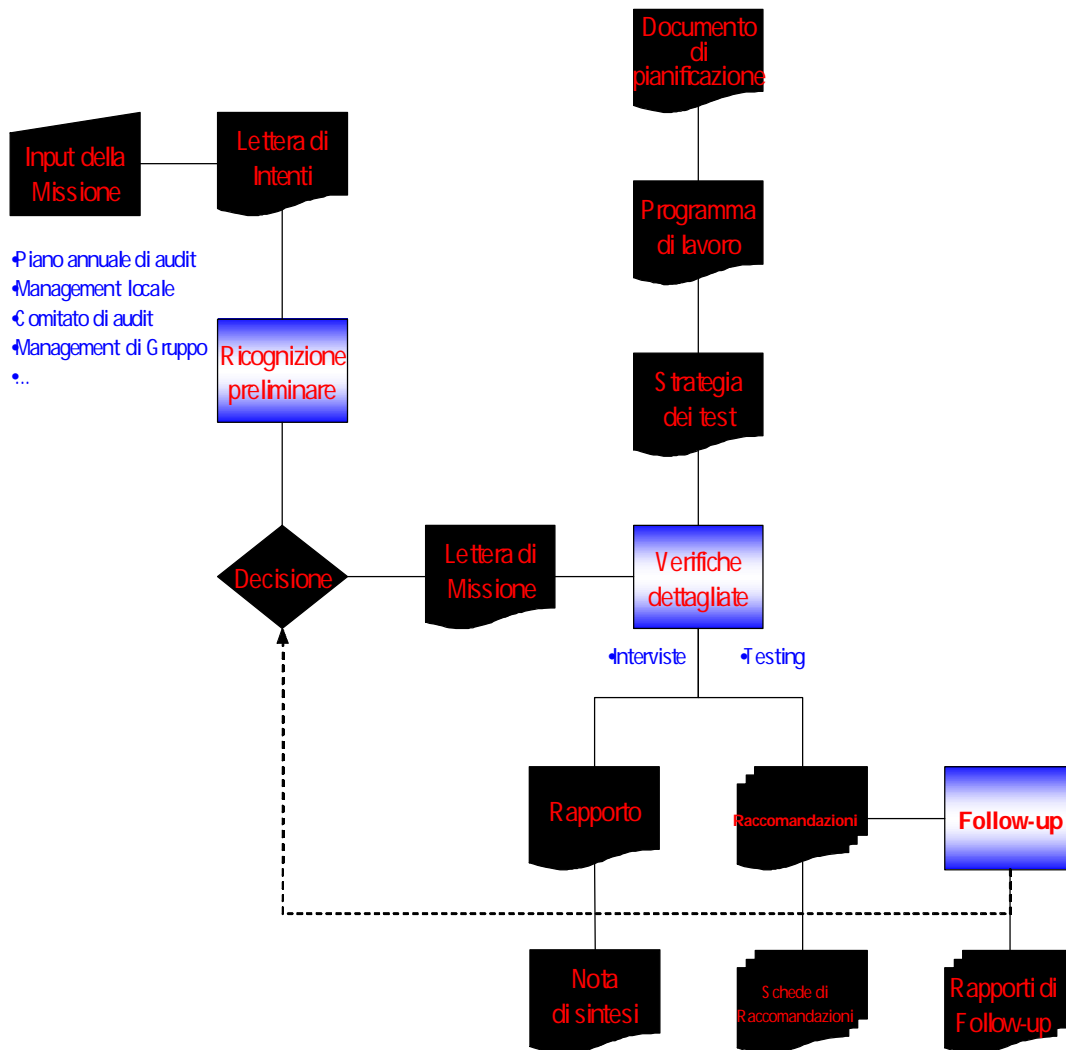 Documento
di
pianificazione
Input della
Missione
Lettera di
Intenti
Programma
di lavoro
•Piano annuale di audit
•Management locale
•Comitato di audit
•Management di Gruppo
•...
Ricognizione
preliminare
Strategia
dei test
Decisione
Lettera di
Missione
Verifiche
dettagliate
•Interviste
•Testing
Rapporto
Raccomandazioni
Follow-up
Nota
di sintesi
Schede di
Raccomandazioni
Rapporti di
Follow-up